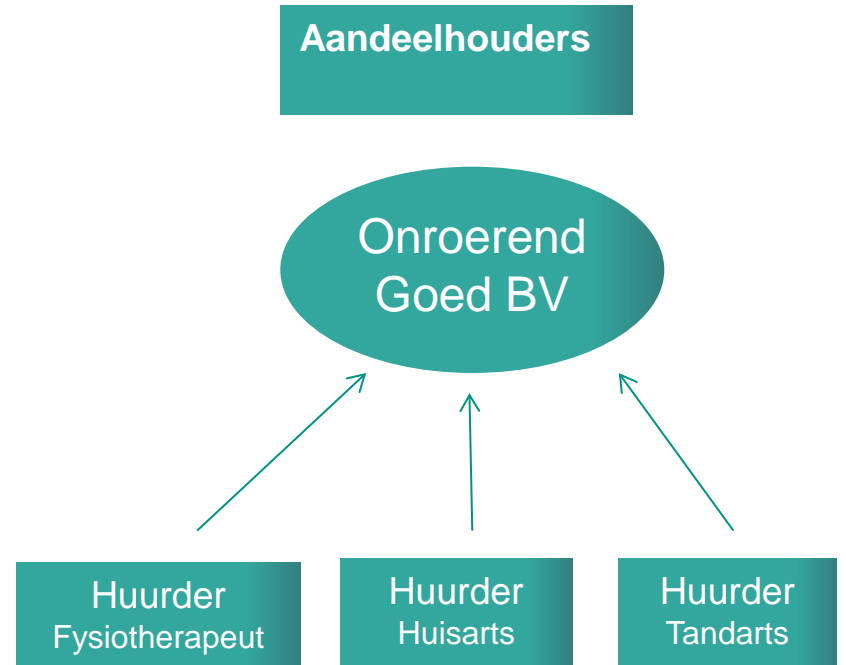 Aandeelhouders
Onroerend
Goed BV
Huurder
Fysiotherapeut
Huurder
Huisarts
Huurder
Tandarts